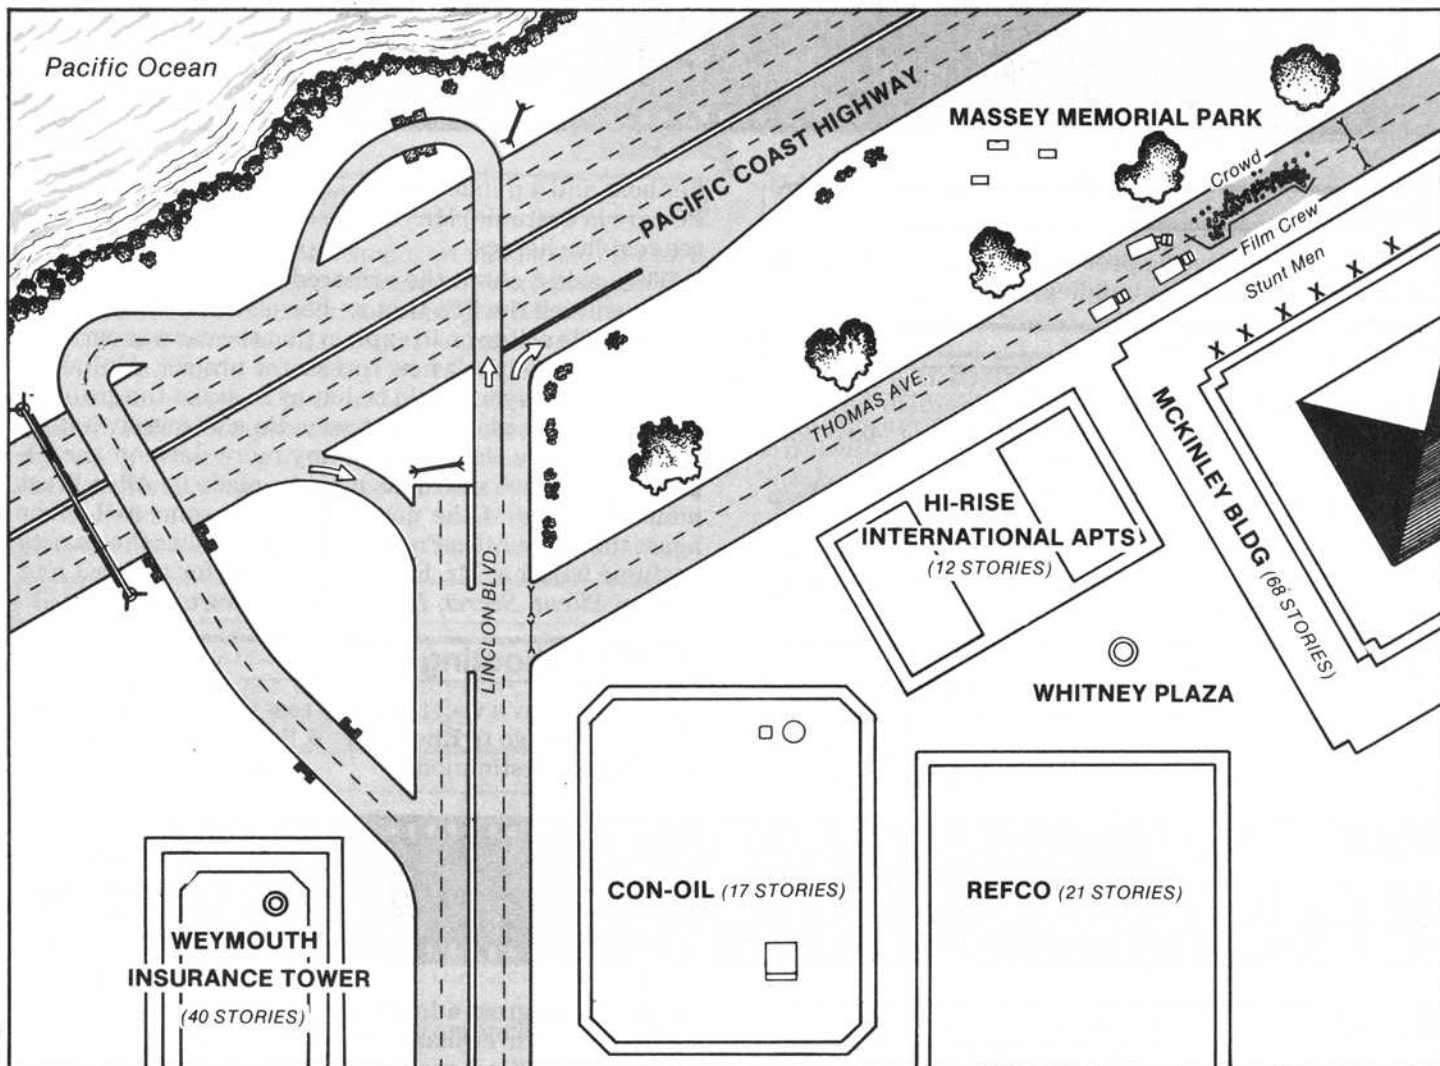 Pacific Ocean
PACIFIC COAST HIGHWAY
MASSEY MEMORIAL PARK
Crowd
Film Crew
Stunt Men
X X X X X X
THOMAS AVE.
MCKINLEY BLDG (68 STORIES)
HI-RISE
INTERNATIONAL APTS
(12 STORIES)
LINCLON BLVD.
WHITNEY PLAZA
CON-OIL (17 STORIES)
REFCO (21 STORIES)
WEYMOUTH
INSURANCE TOWER
(40 STORIES)